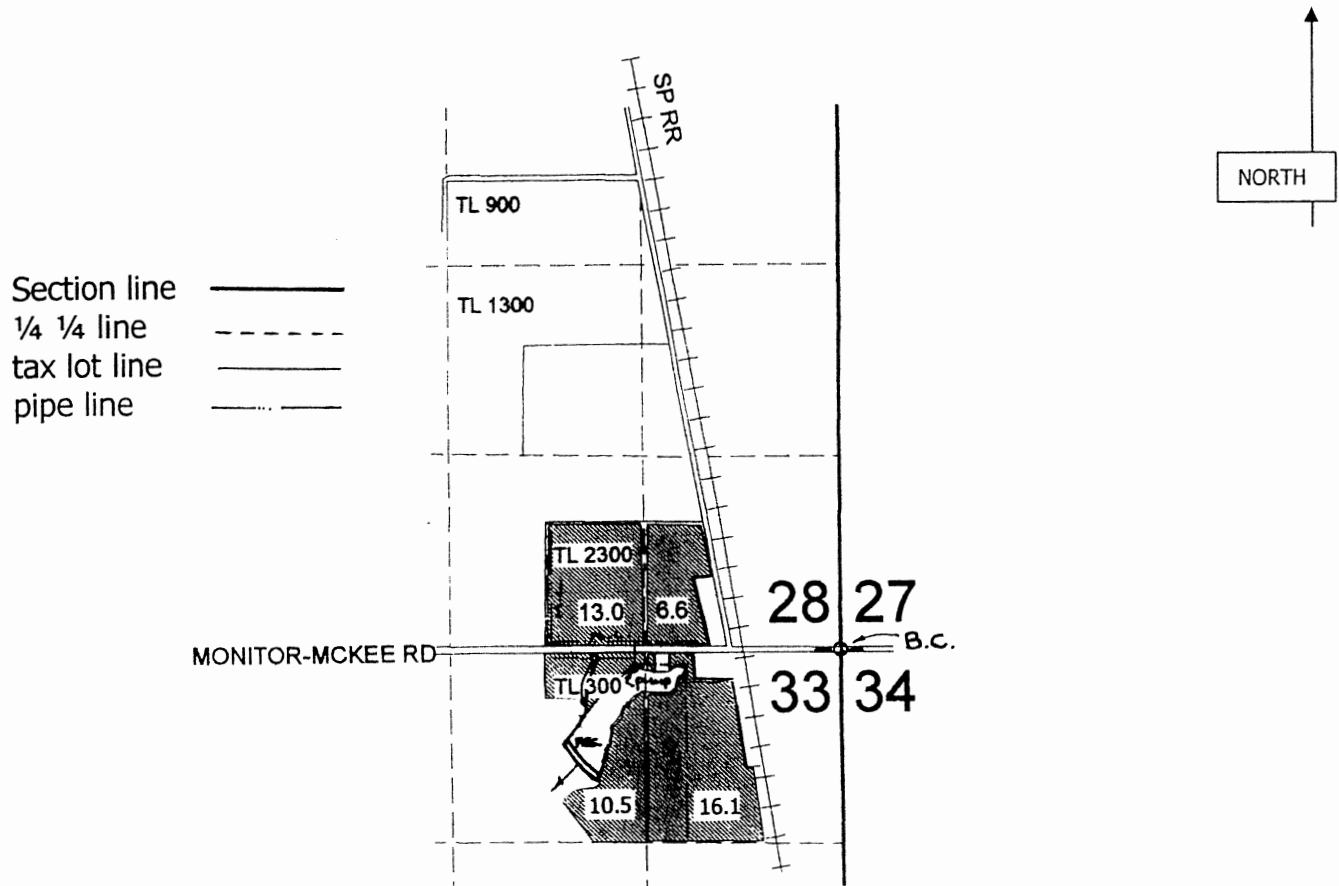 NORTH
SP RR
TL 900
TL 1300
Section line
¼ ¼ line
tax lot line
pipe line
TL 2300
13.0
6.6
28 27
MONITOR-MCKEE RD
B.C.
TL 300
pump
33 34
res.
10.5
16.1